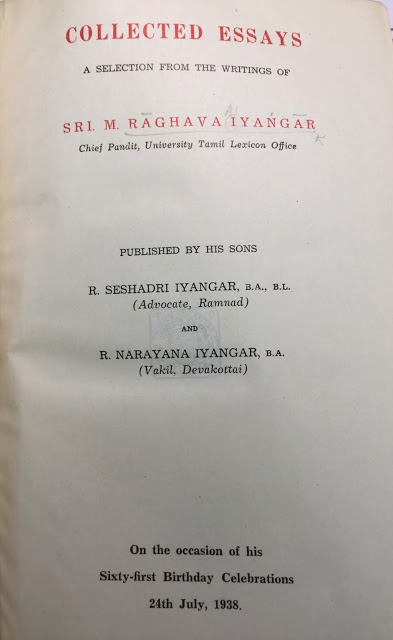 COLLECTED ESSAYS
A SELECTION FROM THE WRITINGS OF
SRI. M. RAGHAVA IYANGAR
Chief Pandit, University Tamil Lexicon Office
PUBLISHED BY HIS SONS
R. SESHADRI IYANGAR, B.A., B.L.
(Advocate, Ramnad)
AND
R. NARAYANA IYANGAR, B.A.
(Vakil, Devakottai)
On the occasion of his
Sixty-first Birthday Celebrations
24th July, 1938.